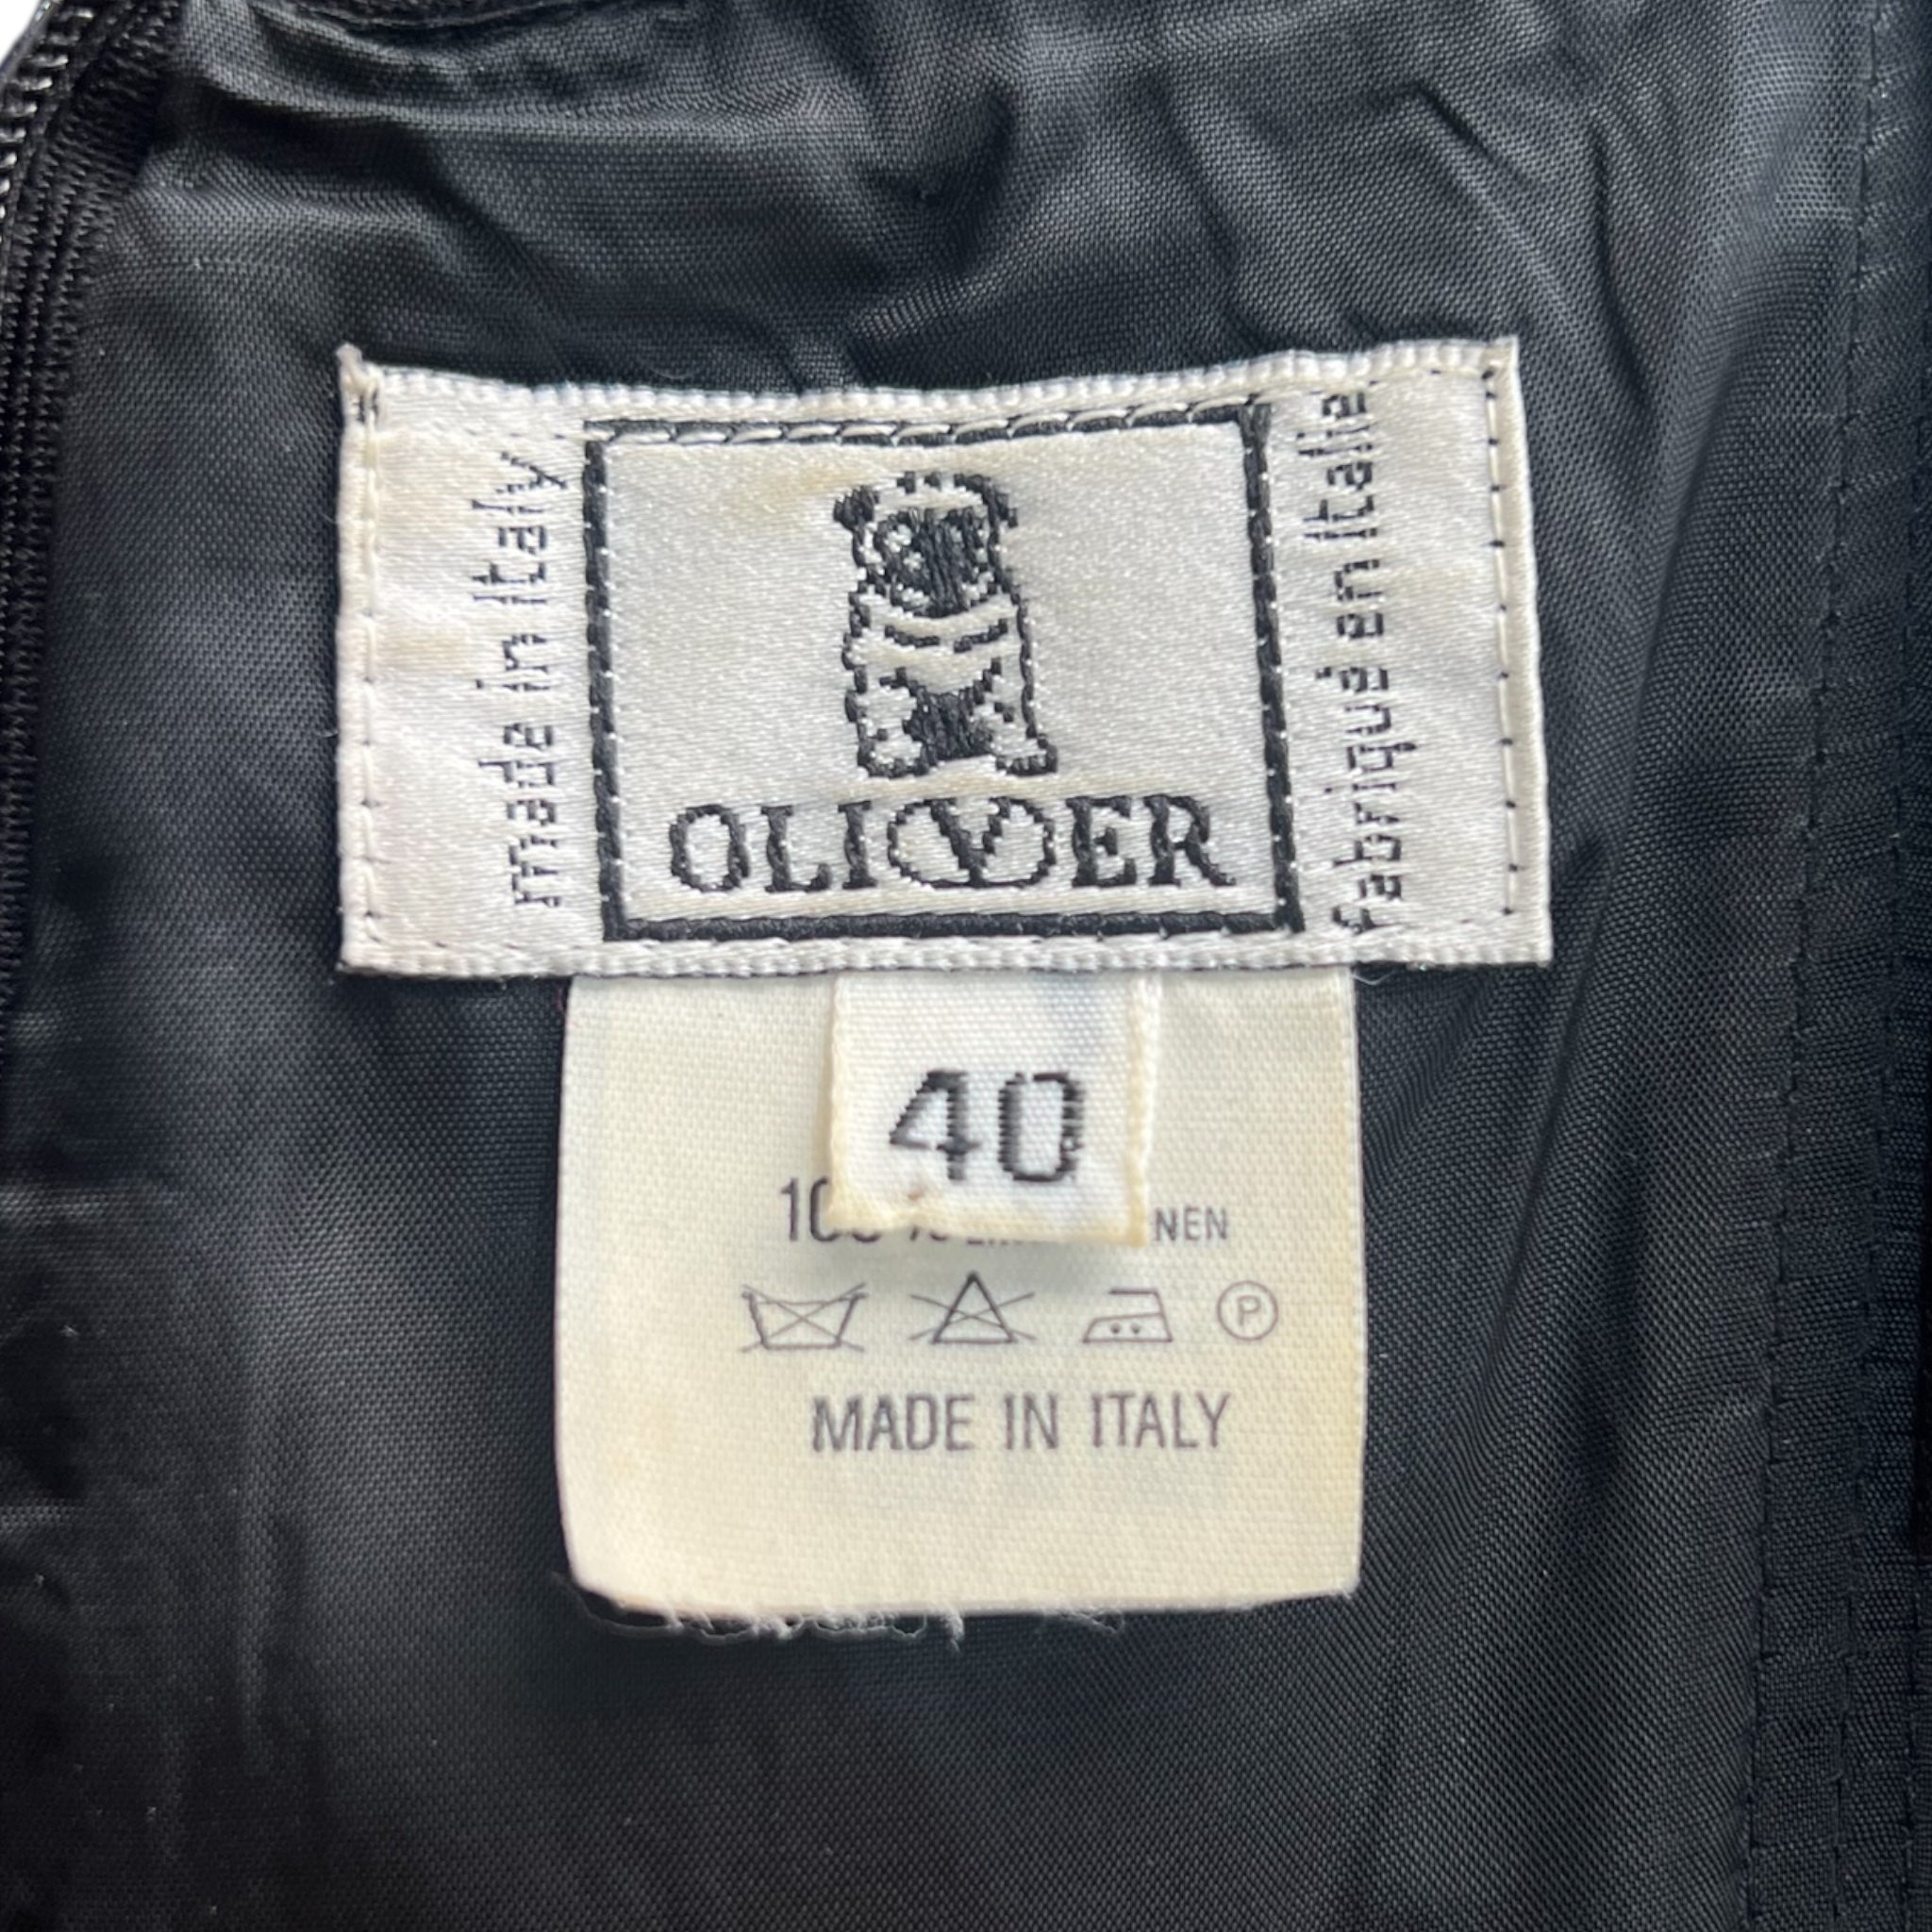 made in Italy
OLIVER
fabriqué en Italie
40
NEN
P
MADE IN ITALY